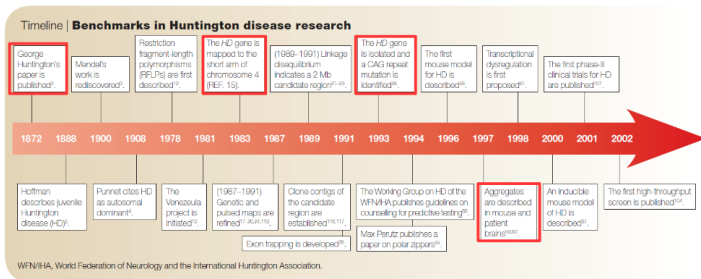 Timeline | Benchmarks in Huntington disease research
George
Huntington's
paper is
published².
Mendel's
work is
rediscovered³.
Restriction
fragment-length
polymorphisms
(RFLPs) are first
described¹².
The HD gene is
mapped to the
short arm of
chromosome 4
(REF. 15).
(1989–1991) Linkage
disequilibrium
indicates a 2 Mb
candidate region
The HD gene
is isolated and
a CAG repeat
mutation is
identified
The first
mouse model
for HD is
described
Transcriptional
dysregulation
is first
proposed
The first phase-II
clinical trials for HD
are published
1872
1888
1900
1908
1978
1981
1983
1987
1989
1991
1993
1994
1996
1997
1998
2000
2001
2002
Hoffman
describes juvenile
Huntington
disease (HD)
Punnet cites HD
as autosomal
dominant⁴.
The
Venezeula
project is
initiated
(1987–1991)
Genetic and
pulsed maps are
refined
Clone contigs of
the candidate
region are
established
Exon trapping is developed
The Working Group on HD of the
WFN/IHA publishes guidelines on
counselling for predictive testing
Max Perutz publishes a
paper on polar zippers
Aggregates
are described
in mouse and
patient
brains
An inducible
mouse model
of HD is
described
The first high-throughput
screen is published
WFN/IHA, World Federation of Neurology and the International Huntington Association.